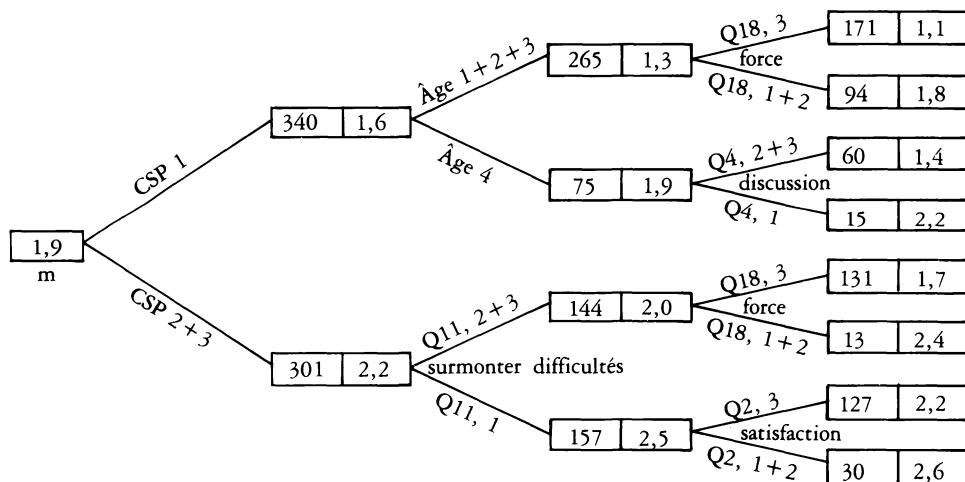 1,9
m
CSP 1
CSP 2+3
340 1,6
301 2,2
Âge 1+2+3
Âge 4
Q11, 2+3
surmonter difficultés
Q11, 1
265 1,3
75 1,9
144 2,0
157 2,5
Q18, 3
force
Q18, 1+2
Q4, 2+3
discussion
Q4, 1
Q18, 3
force
Q18, 1+2
Q2, 3
satisfaction
Q2, 1+2
171 1,1
94 1,8
60 1,4
15 2,2
131 1,7
13 2,4
127 2,2
30 2,6